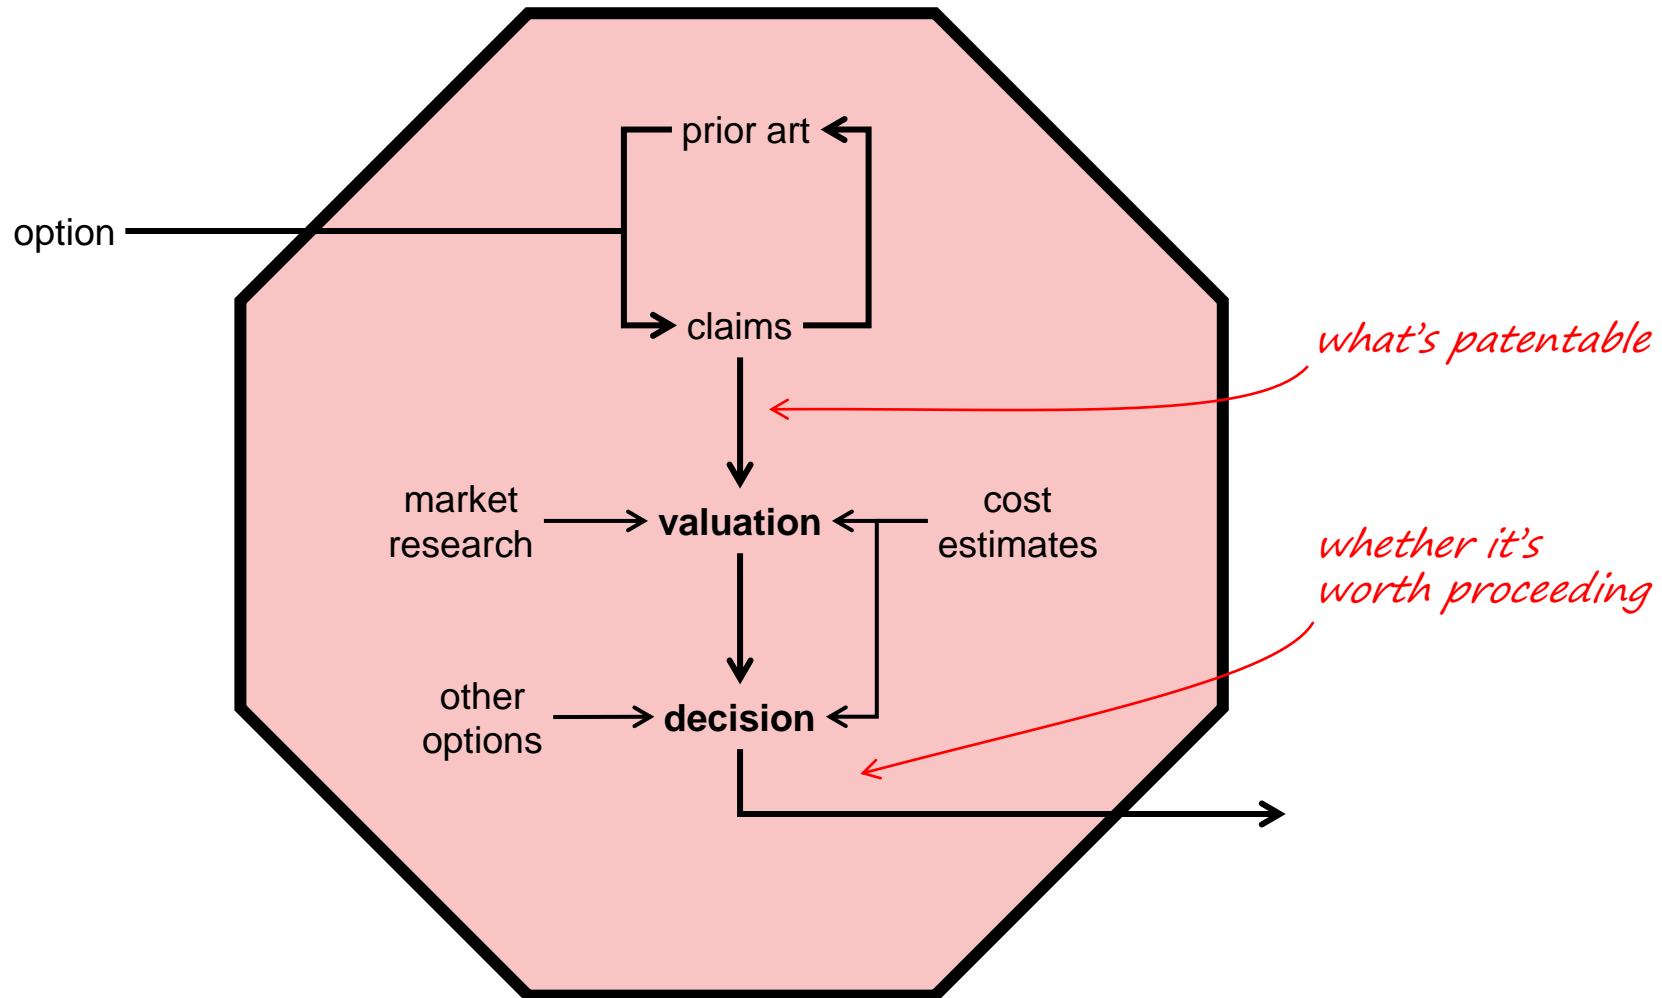 prior art
option
claims
what's patentable
market
research
valuation
cost
estimates
whether it's
worth proceeding
other
options
decision